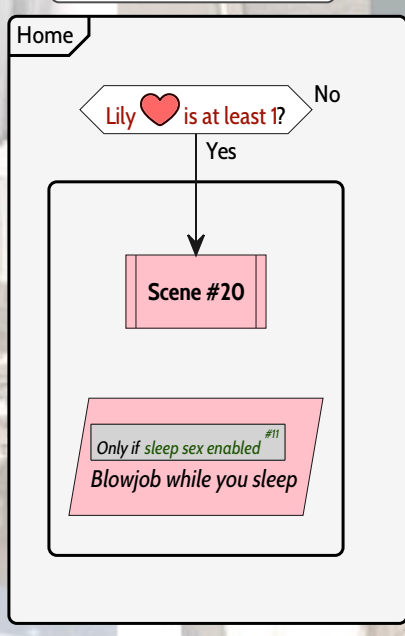 Home
Lily ❤ is at least 1?
No
Yes
Scene #20
#11
Only if sleep sex enabled
Blowjob while you sleep